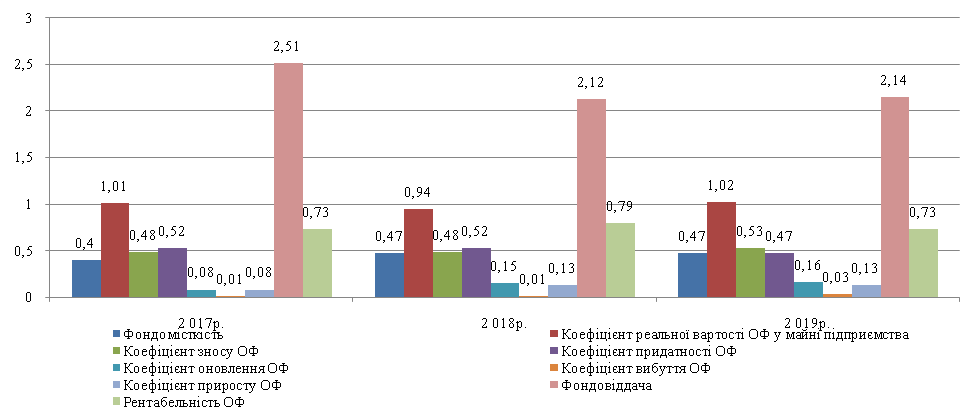 3
2,5
2
1,5
1
0,5
0
0,4
1,01
0,48
0,52
0,08
0,01
0,08
2,51
0,73
0,47
0,94
0,48
0,52
0,15
0,01
0,13
2,12
0,79
0,47
1,02
0,53
0,47
0,16
0,03
0,13
2,14
0,73
2 017р.
2 018р.
2 019р.
Фондомісткість
Коефіцієнт реальної вартості ОФ у майні підприємства
Коефіцієнт зносу ОФ
Коефіцієнт придатності ОФ
Коефіцієнт оновлення ОФ
Коефіцієнт вибуття ОФ
Коефіцієнт приросту ОФ
Фондовіддача
Рентабельність ОФ